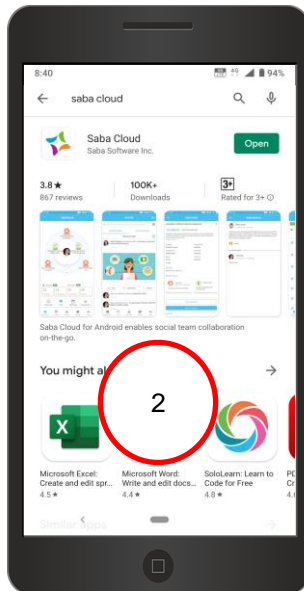 8:40
94%
saba cloud
Saba Cloud
Saba Software Inc.
Open
3.8★
867 reviews
100K+
Downloads
3+
Rated for 3+
Saba Cloud for Android enables social team collaboration
on-the-go.
You might al
2
Microsoft Excel:
Create and edit spr...
4.5★
Microsoft Word:
Write and edit docs...
4.4★
SoloLearn: Learn to
Code for Free
4.8★
Similar apps